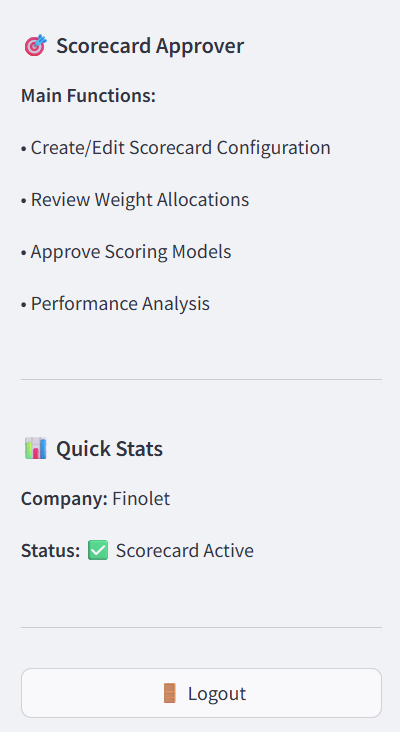 🎯 Scorecard Approver
Main Functions:
• Create/Edit Scorecard Configuration
• Review Weight Allocations
• Approve Scoring Models
• Performance Analysis
📊 Quick Stats
Company: Finolet
Status: ✅ Scorecard Active
🚪 Logout